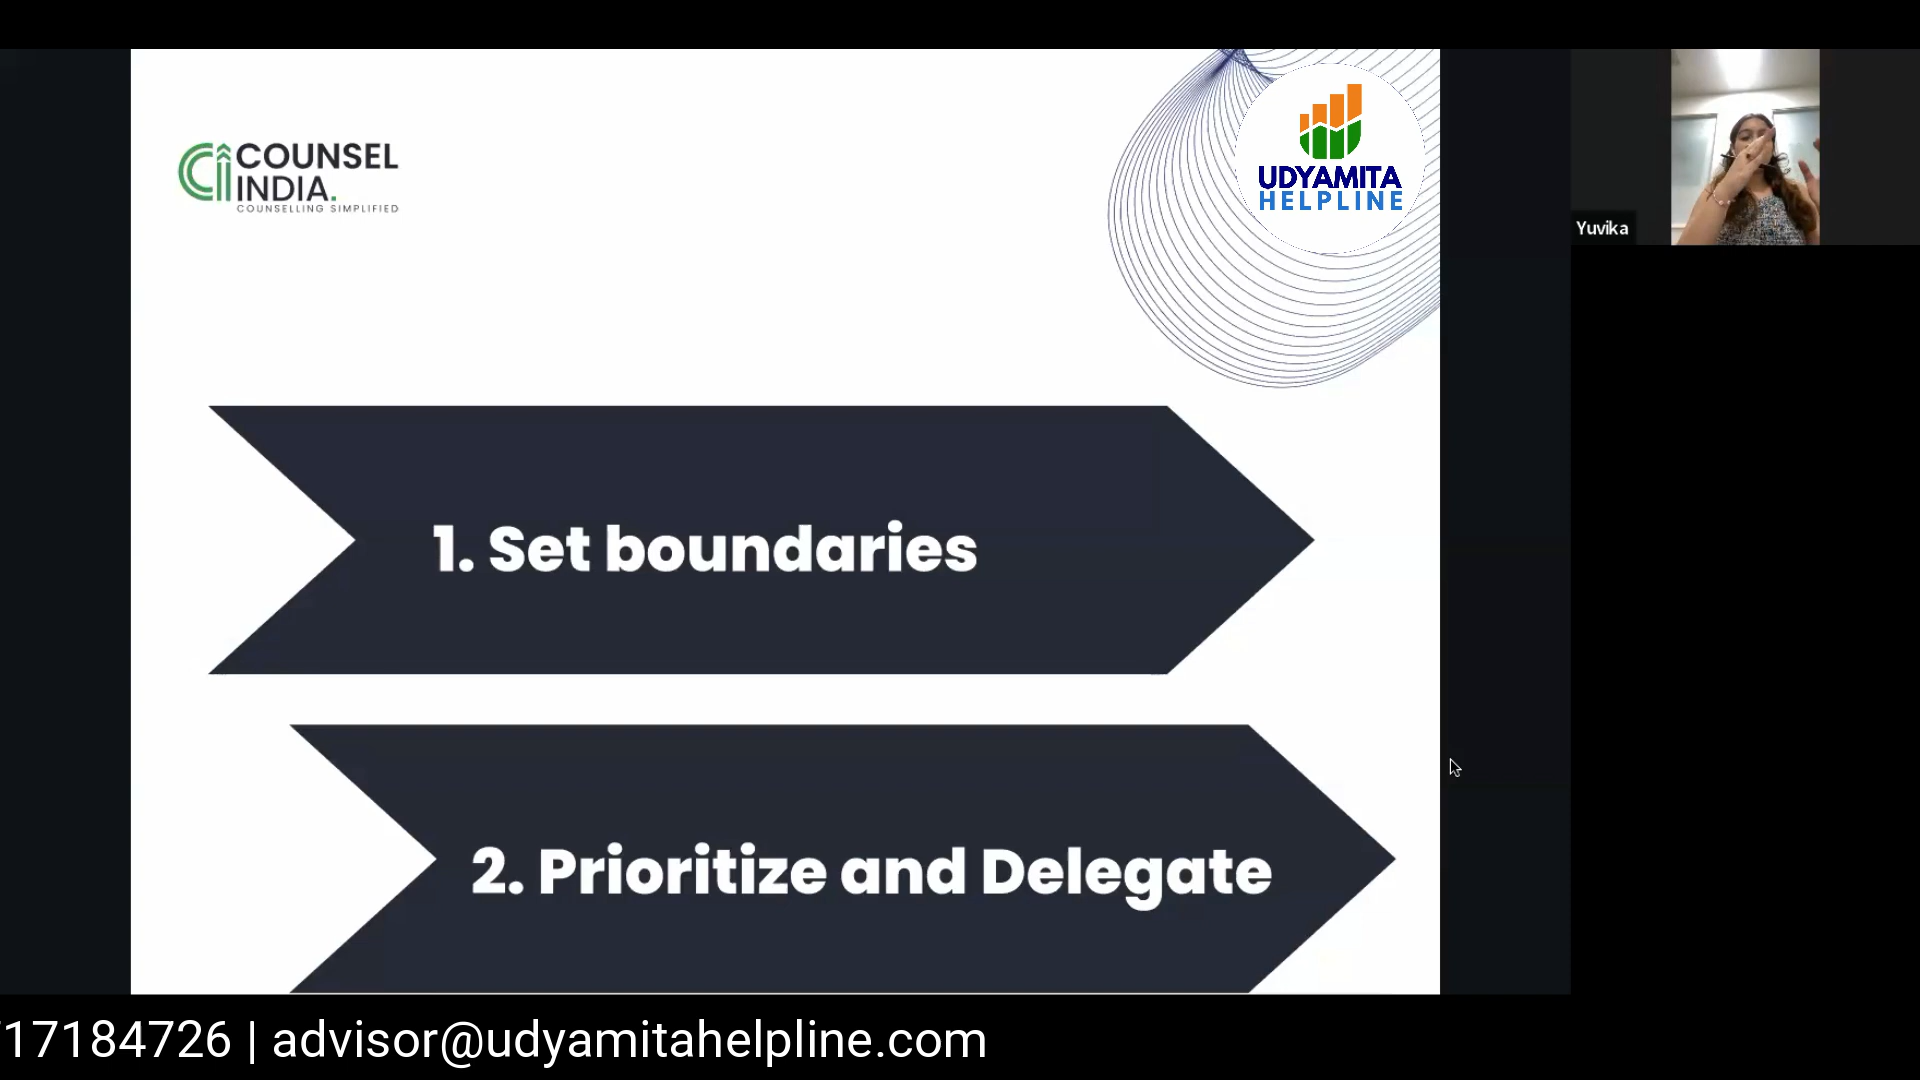 COUNSEL
INDIA.
COUNSELLING SIMPLIFIED
UDYAMITA
HELPLINE
Yuvika
1. Set boundaries
2. Prioritize and Delegate
17184726 | advisor@udyamitahelpline.com